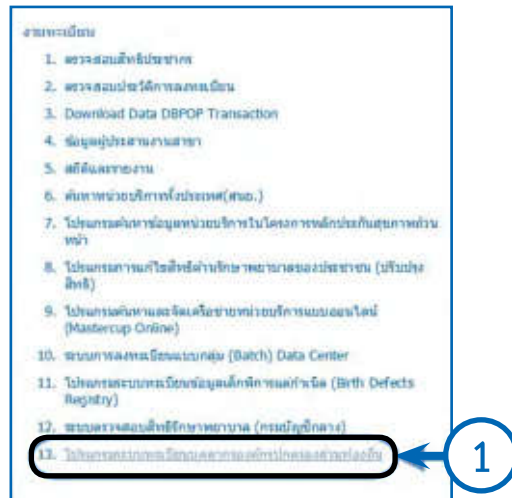 งานทะเบียน
1. ตรวจสอบสิทธิประชากร
2. ตรวจสอบประวัติการลงทะเบียน
3. Download Data DBPOP Transaction
4. ข้อมูลผู้ประสานงานสาขา
5. สถิติและรายงาน
6. ค้นหาหน่วยบริการทั้งประเทศ(สนย.)
7. โปรแกรมค้นหาข้อมูลหน่วยบริการในโครงการหลักประกันสุขภาพถ้วน
หน้า
8. โปรแกรมการแก้ไขสิทธิด้านรักษาพยาบาลของประชาชน (ปรับปรุง
สิทธิ)
9. โปรแกรมค้นหาและจัดเครือข่ายหน่วยบริการแบบออนไลน์
(Mastercup Online)
10. ระบบการลงทะเบียนแบบกลุ่ม (Batch) Data Center
11. โปรแกรมระบบทะเบียนข้อมูลเด็กพิการแต่กำเนิด (Birth Defects
Registry)
12. ระบบตรวจสอบสิทธิรักษาพยาบาล (กรมบัญชีกลาง)
13. โปรแกรมระบบทะเบียนบุคลากรองค์กรปกครองส่วนท้องถิ่น
1